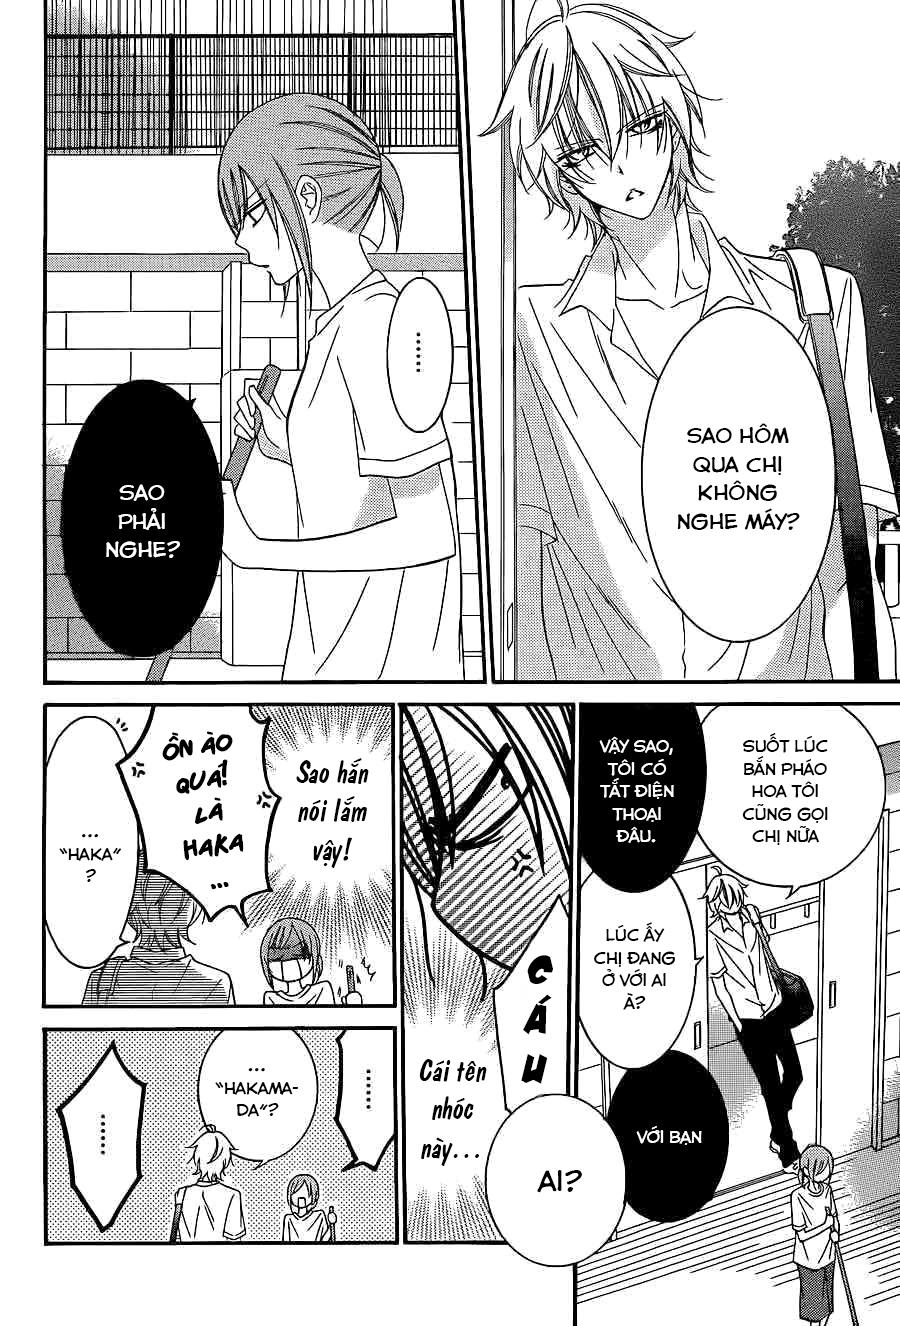 SAO HÔM
QUA CHỊ
KHÔNG
NGHE MÁY?
........
SAO
PHẢI
NGHE?
SUỐT LÚC
BẮN PHÁO
HOA TÔI
CŨNG GỌI
CHỊ NỮA
VẬY SAO,
TÔI CÓ
TẮT ĐIỆN
THOẠI
ĐÂU.
LÚC ẤY
CHỊ ĐANG
Ở VỚI AI
À?
VỚI BẠN
AI?
CÁU
Cái tên
nhóc
này...
Sao hắn
nói lắm
vậy!
ỒN ÀO
QUÁ!
LÀ
HAKA
...
...
"HAKA"
?
........
...
"HAKAMA-
DA"?
........